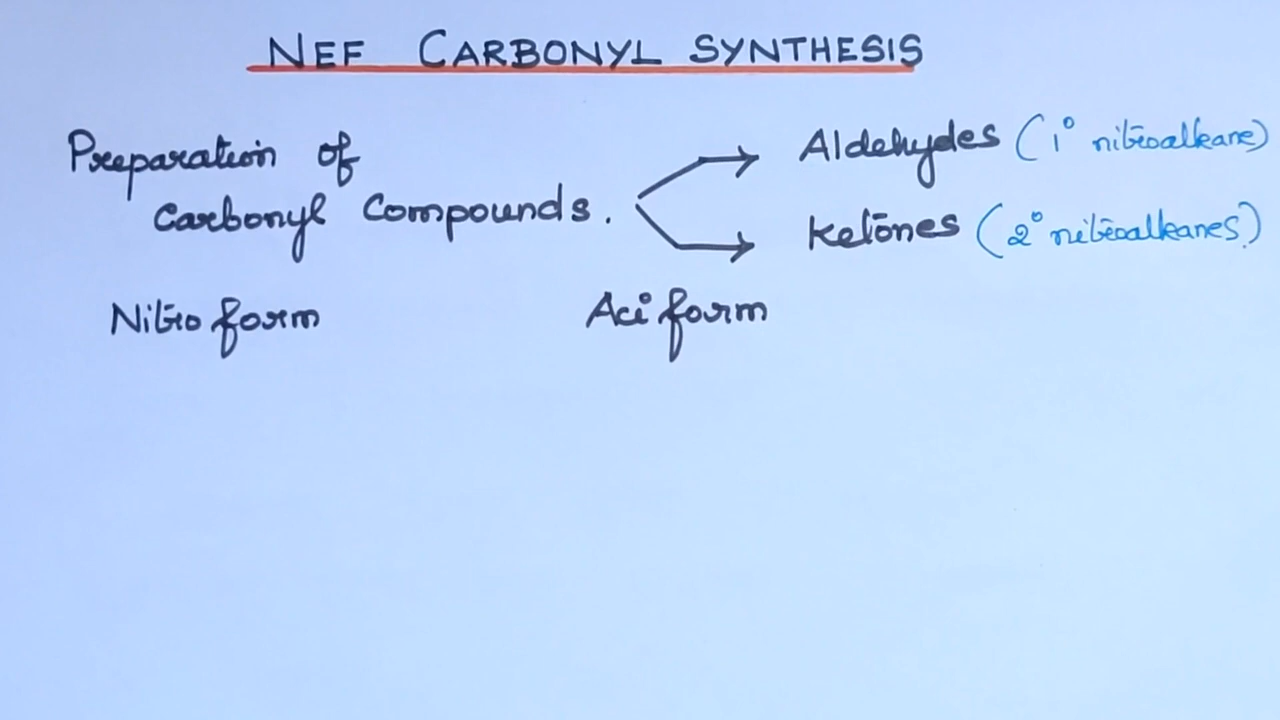 NEF CARBONYL SYNTHESIS
Preparation of
Carbonyl Compounds.
Aldehydes (1° nitroalkane)
Ketones (2° nitroalkanes)
Nitro form
Aci form